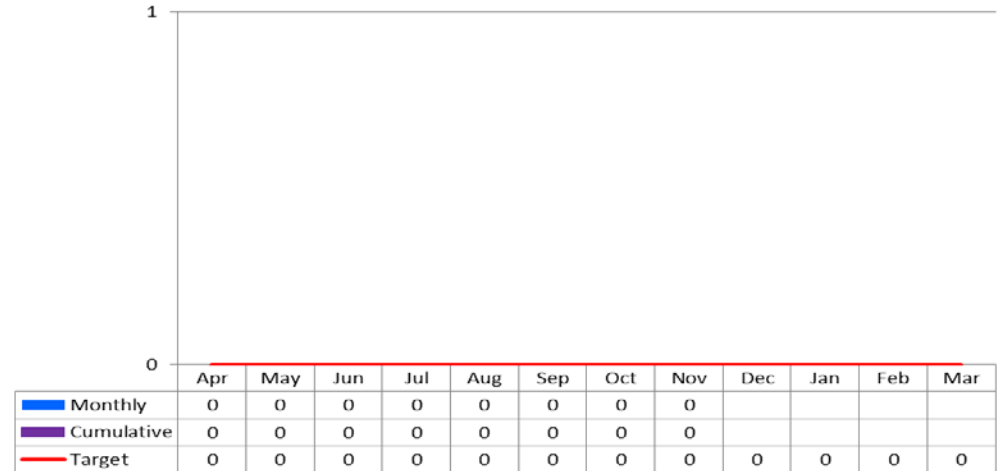 1
0
Apr May Jun Jul Aug Sep Oct Nov Dec Jan Feb Mar
Monthly 0 0 0 0 0 0 0 0
Cumulative 0 0 0 0 0 0 0 0
Target 0 0 0 0 0 0 0 0 0 0 0 0